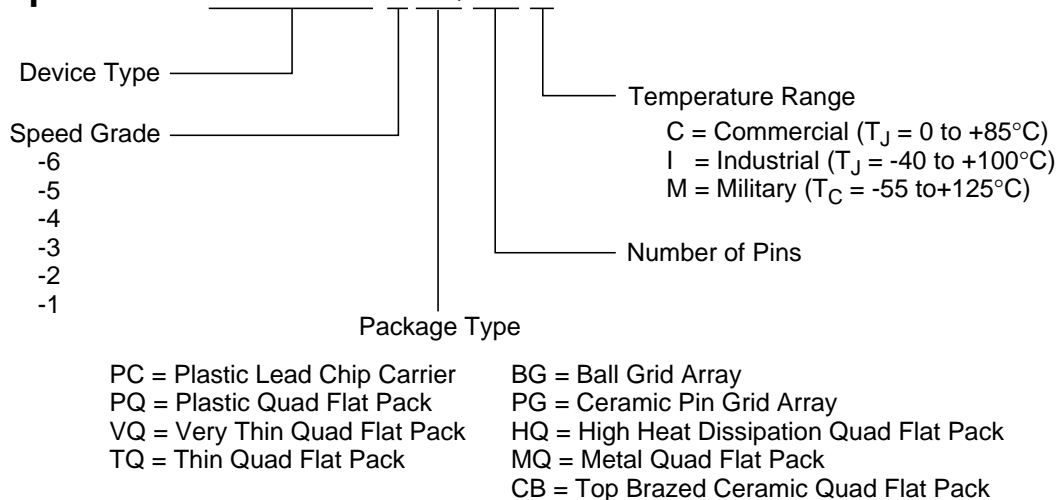 Device Type
Speed Grade
-6
-5
-4
-3
-2
-1
Temperature Range
C = Commercial (TJ = 0 to +85°C)
I = Industrial (TJ = -40 to +100°C)
M = Military (TC = -55 to+125°C)
Number of Pins
Package Type
PC = Plastic Lead Chip Carrier
PQ = Plastic Quad Flat Pack
VQ = Very Thin Quad Flat Pack
TQ = Thin Quad Flat Pack
BG = Ball Grid Array
PG = Ceramic Pin Grid Array
HQ = High Heat Dissipation Quad Flat Pack
MQ = Metal Quad Flat Pack
CB = Top Brazed Ceramic Quad Flat Pack